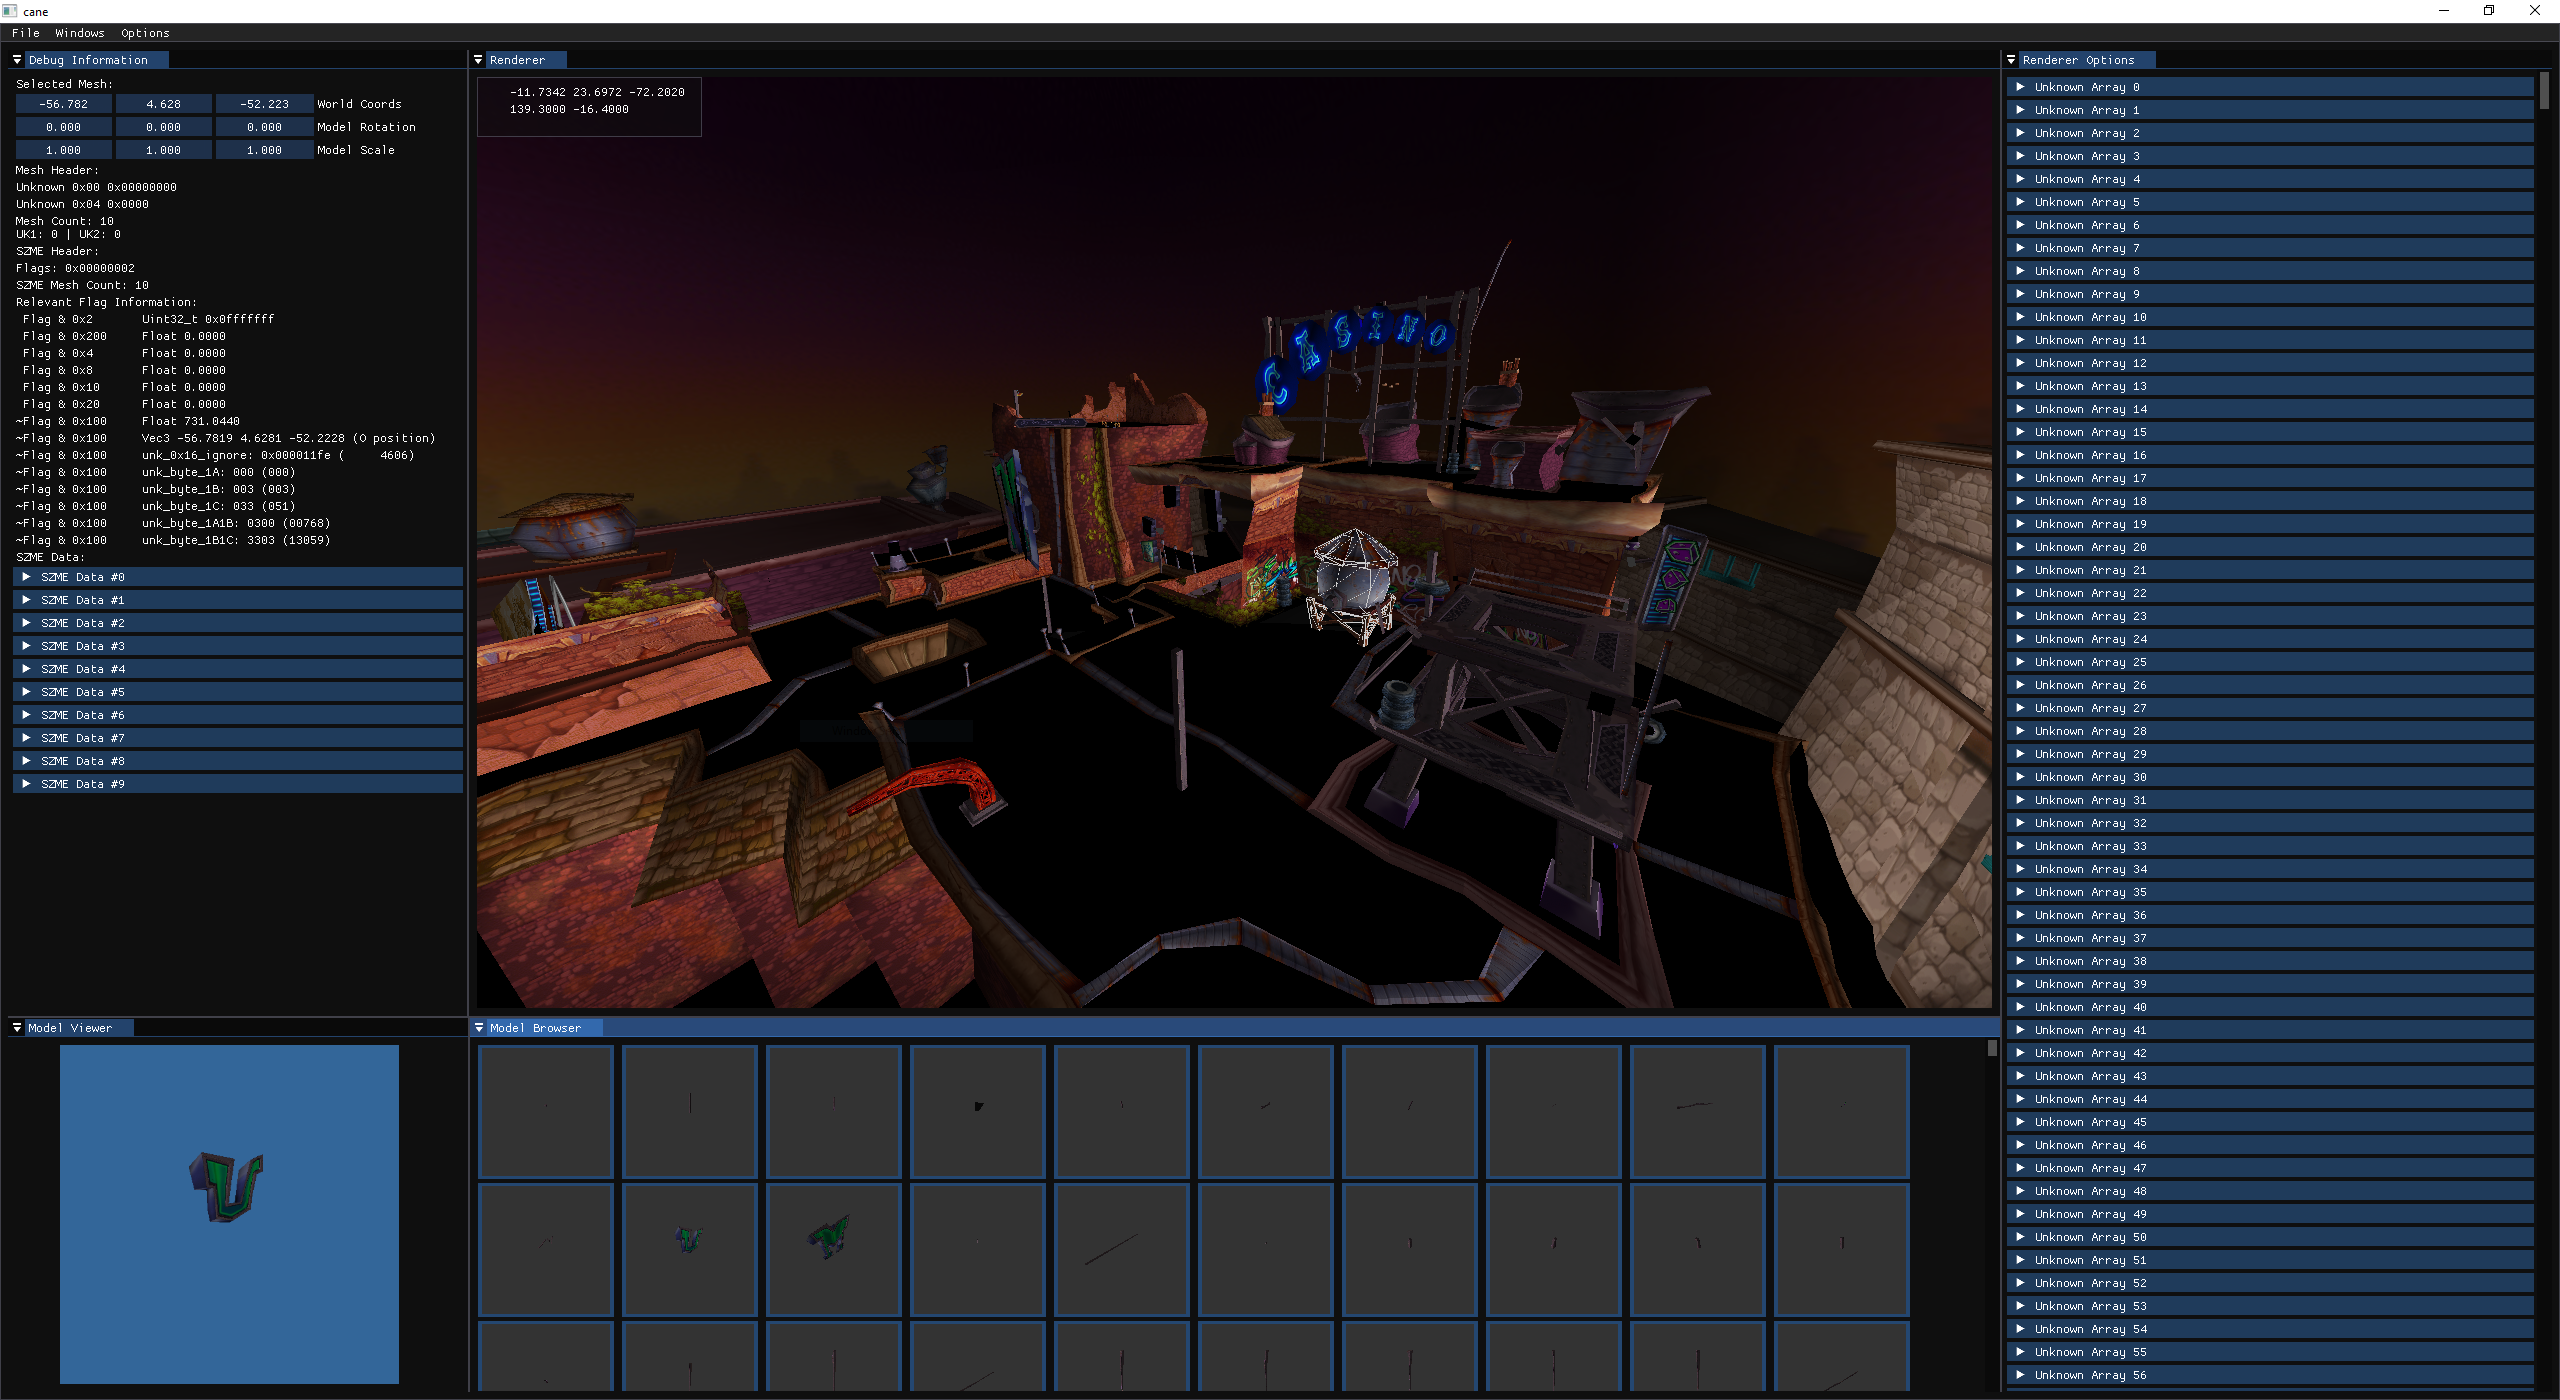 cane
File Windows Options
Debug Information
Selected Mesh:
-56.782 4.628 -52.223 World Coords
0.000 0.000 0.000 Model Rotation
1.000 1.000 1.000 Model Scale
Mesh Header:
Unknown 0x00 0x00000000
Unknown 0x04 0x0000
Mesh Count: 10
UK1: 0 | UK2: 0
SZME Header:
Flags: 0x00000002
SZME Mesh Count: 10
Relevant Flag Information:
Flag & 0x2 Uint32_t 0x0fffffff
Flag & 0x200 Float 0.0000
Flag & 0x4 Float 0.0000
Flag & 0x8 Float 0.0000
Flag & 0x10 Float 0.0000
Flag & 0x20 Float 0.0000
~Flag & 0x100 Float 731.0440
~Flag & 0x100 Vec3 -56.7819 4.6281 -52.2228 (O position)
~Flag & 0x100 unk_0x16_ignore: 0x000011fe ( 4606)
~Flag & 0x100 unk_byte_1A: 000 (000)
~Flag & 0x100 unk_byte_1B: 003 (003)
~Flag & 0x100 unk_byte_1C: 033 (051)
~Flag & 0x100 unk_byte_1A1B: 0300 (00768)
~Flag & 0x100 unk_byte_1B1C: 3303 (13059)
SZME Data:
SZME Data #0
SZME Data #1
SZME Data #2
SZME Data #3
SZME Data #4
SZME Data #5
SZME Data #6
SZME Data #7
SZME Data #8
SZME Data #9
Model Viewer
Renderer
-11.7342 23.6972 -72.2020
139.3000 -16.4000
CASINO
Model Browser
Renderer Options
Unknown Array 0
Unknown Array 1
Unknown Array 2
Unknown Array 3
Unknown Array 4
Unknown Array 5
Unknown Array 6
Unknown Array 7
Unknown Array 8
Unknown Array 9
Unknown Array 10
Unknown Array 11
Unknown Array 12
Unknown Array 13
Unknown Array 14
Unknown Array 15
Unknown Array 16
Unknown Array 17
Unknown Array 18
Unknown Array 19
Unknown Array 20
Unknown Array 21
Unknown Array 22
Unknown Array 23
Unknown Array 24
Unknown Array 25
Unknown Array 26
Unknown Array 27
Unknown Array 28
Unknown Array 29
Unknown Array 30
Unknown Array 31
Unknown Array 32
Unknown Array 33
Unknown Array 34
Unknown Array 35
Unknown Array 36
Unknown Array 37
Unknown Array 38
Unknown Array 39
Unknown Array 40
Unknown Array 41
Unknown Array 42
Unknown Array 43
Unknown Array 44
Unknown Array 45
Unknown Array 46
Unknown Array 47
Unknown Array 48
Unknown Array 49
Unknown Array 50
Unknown Array 51
Unknown Array 52
Unknown Array 53
Unknown Array 54
Unknown Array 55
Unknown Array 56